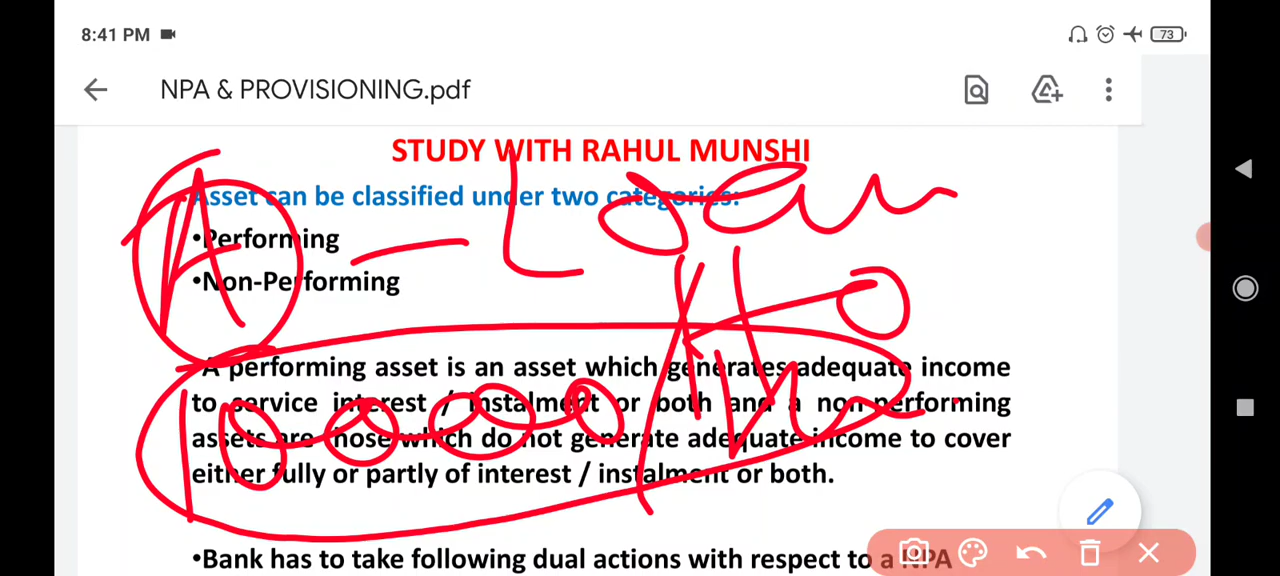 8:41 PM 73
NPA & PROVISIONING.pdf
STUDY WITH RAHUL MUNSHI
Asset can be classified under two categories:
•Performing
•Non-Performing
A - Loan
A performing asset is an asset which generates adequate income
to service interest / instalment or both and a non-performing
assets are those which do not generate adequate income to cover
either fully or partly of interest / instalment or both.
10000/
•Bank has to take following dual actions with respect to a NPA